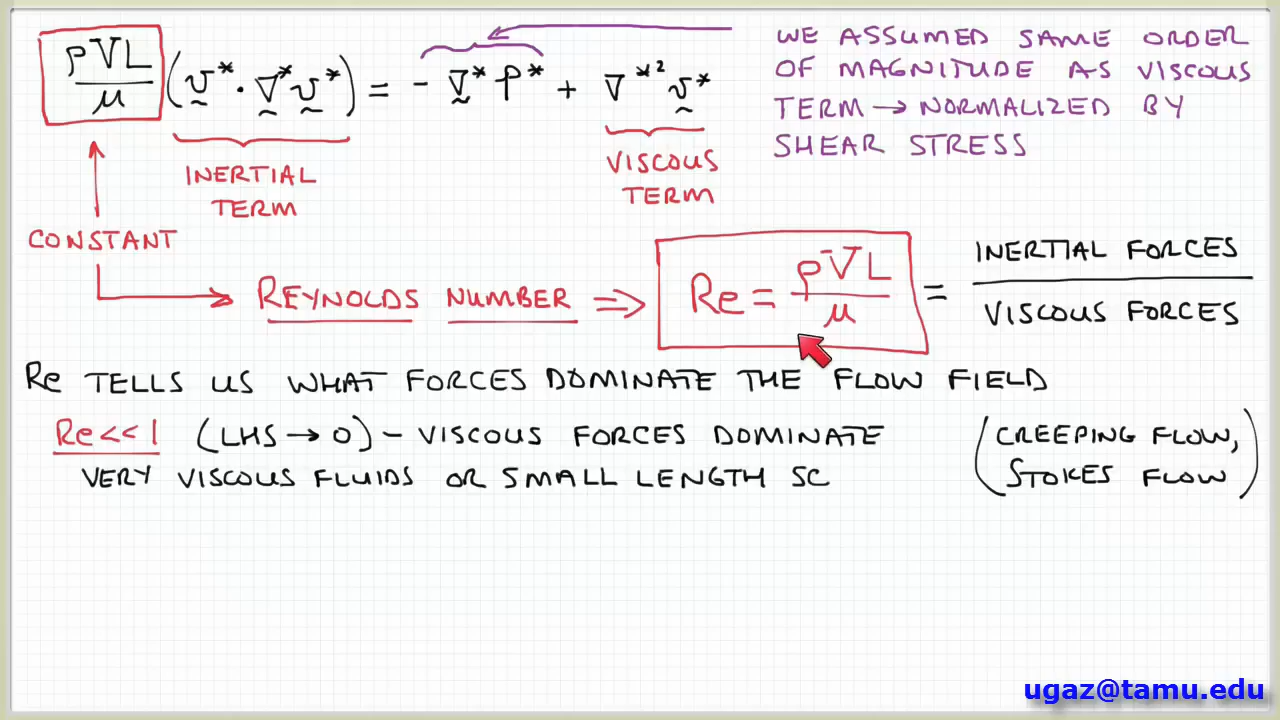 ρVL/μ (v* · ∇*v*) = - ∇*P* + ∇*² v*
WE ASSUMED SAME ORDER
OF MAGNITUDE AS VISCOUS
TERM → NORMALIZED BY
SHEAR STRESS
INERTIAL
TERM
VISCOUS
TERM
CONSTANT
REYNOLDS NUMBER ⇒ Re = ρVL/μ = INERTIAL FORCES / VISCOUS FORCES
Re TELLS US WHAT FORCES DOMINATE THE FLOW FIELD
Re<<1 (LHS → 0) - VISCOUS FORCES DOMINATE (CREEPING FLOW,
VERY VISCOUS FLUIDS OR SMALL LENGTH SC STOKES FLOW)
ugaz@tamu.edu